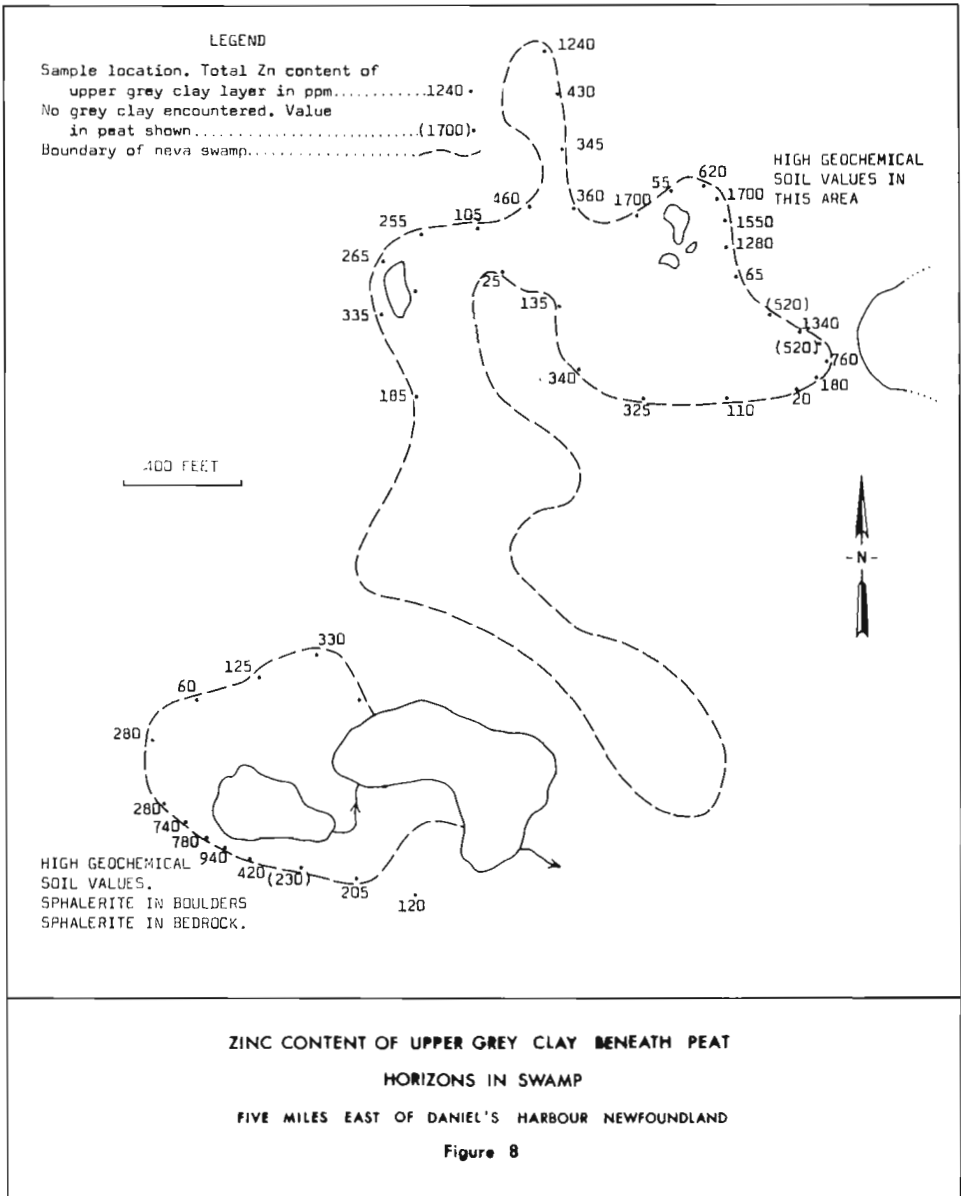 LEGEND
Sample location. Total Zn content of
upper grey clay layer in ppm............1240 .
No grey clay encountered. Value
in peat shown............................(1700).
Boundary of neva swamp.....................
1240
430
345
HIGH GEOCHEMICAL
SOIL VALUES IN
THIS AREA
460
360
1700
55
620
1700
1550
1280
65
255
105
265
25
135
335
(520)
1340
(520)
760
340
180
185
325
110
20
400 FEET
-N-
330
125
60
280
280
740
780
940
420
(230)
205
120
HIGH GEOCHEMICAL
SOIL VALUES.
SPHALERITE IN BOULDERS
SPHALERITE IN BEDROCK.
ZINC CONTENT OF UPPER GREY CLAY BENEATH PEAT
HORIZONS IN SWAMP
FIVE MILES EAST OF DANIEL'S HARBOUR NEWFOUNDLAND
Figure 8